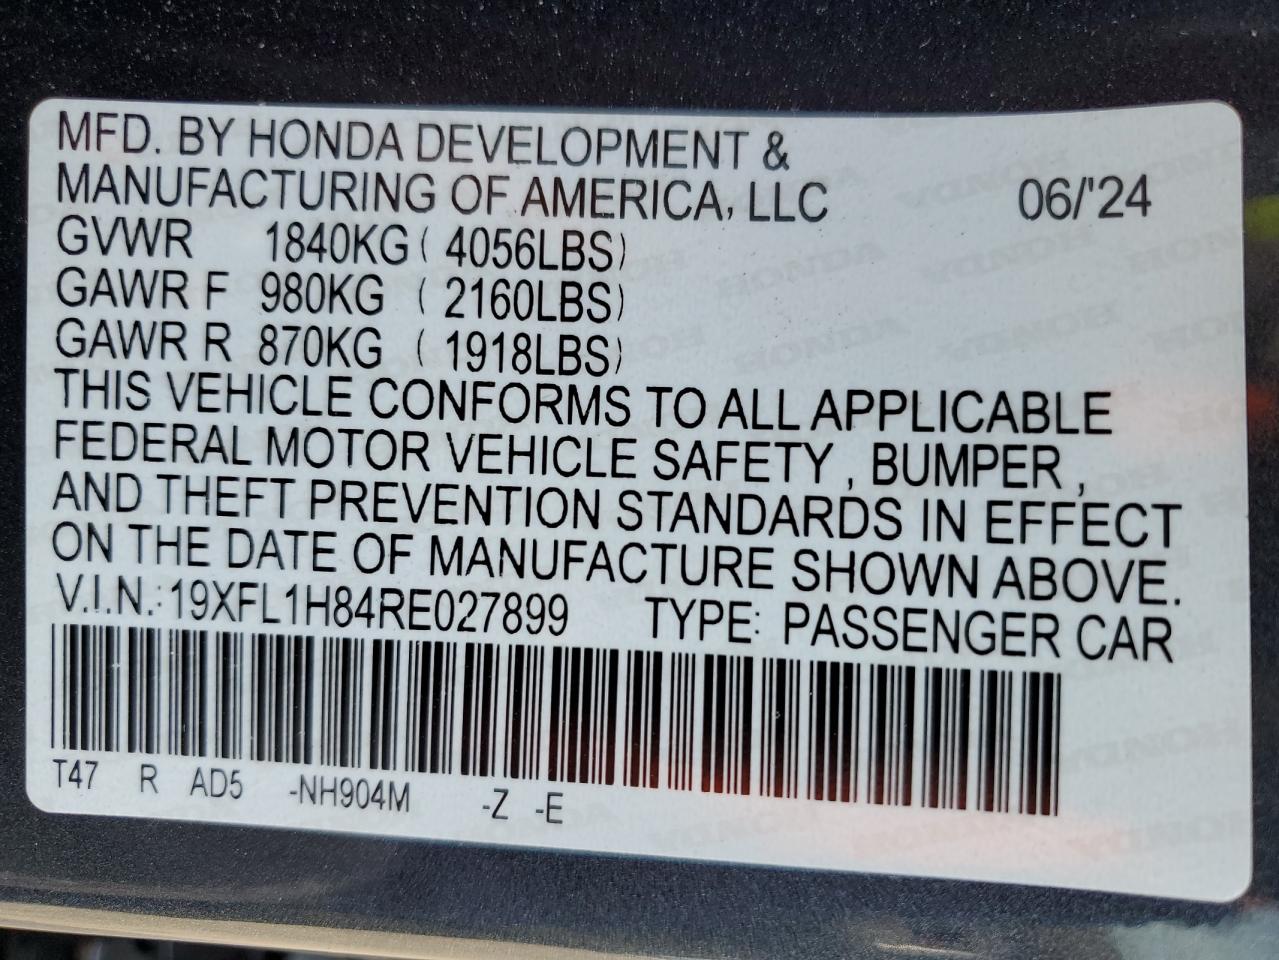 MFD. BY HONDA DEVELOPMENT &
MANUFACTURING OF AMERICA, LLC 06/'24
GVWR 1840KG ( 4056LBS)
GAWR F 980KG ( 2160LBS)
GAWR R 870KG ( 1918LBS)
THIS VEHICLE CONFORMS TO ALL APPLICABLE
FEDERAL MOTOR VEHICLE SAFETY , BUMPER ,
AND THEFT PREVENTION STANDARDS IN EFFECT
ON THE DATE OF MANUFACTURE SHOWN ABOVE.
V.I.N.: 19XFL1H84RE027899 TYPE: PASSENGER CAR
T47 R AD5 -NH904M -Z -E